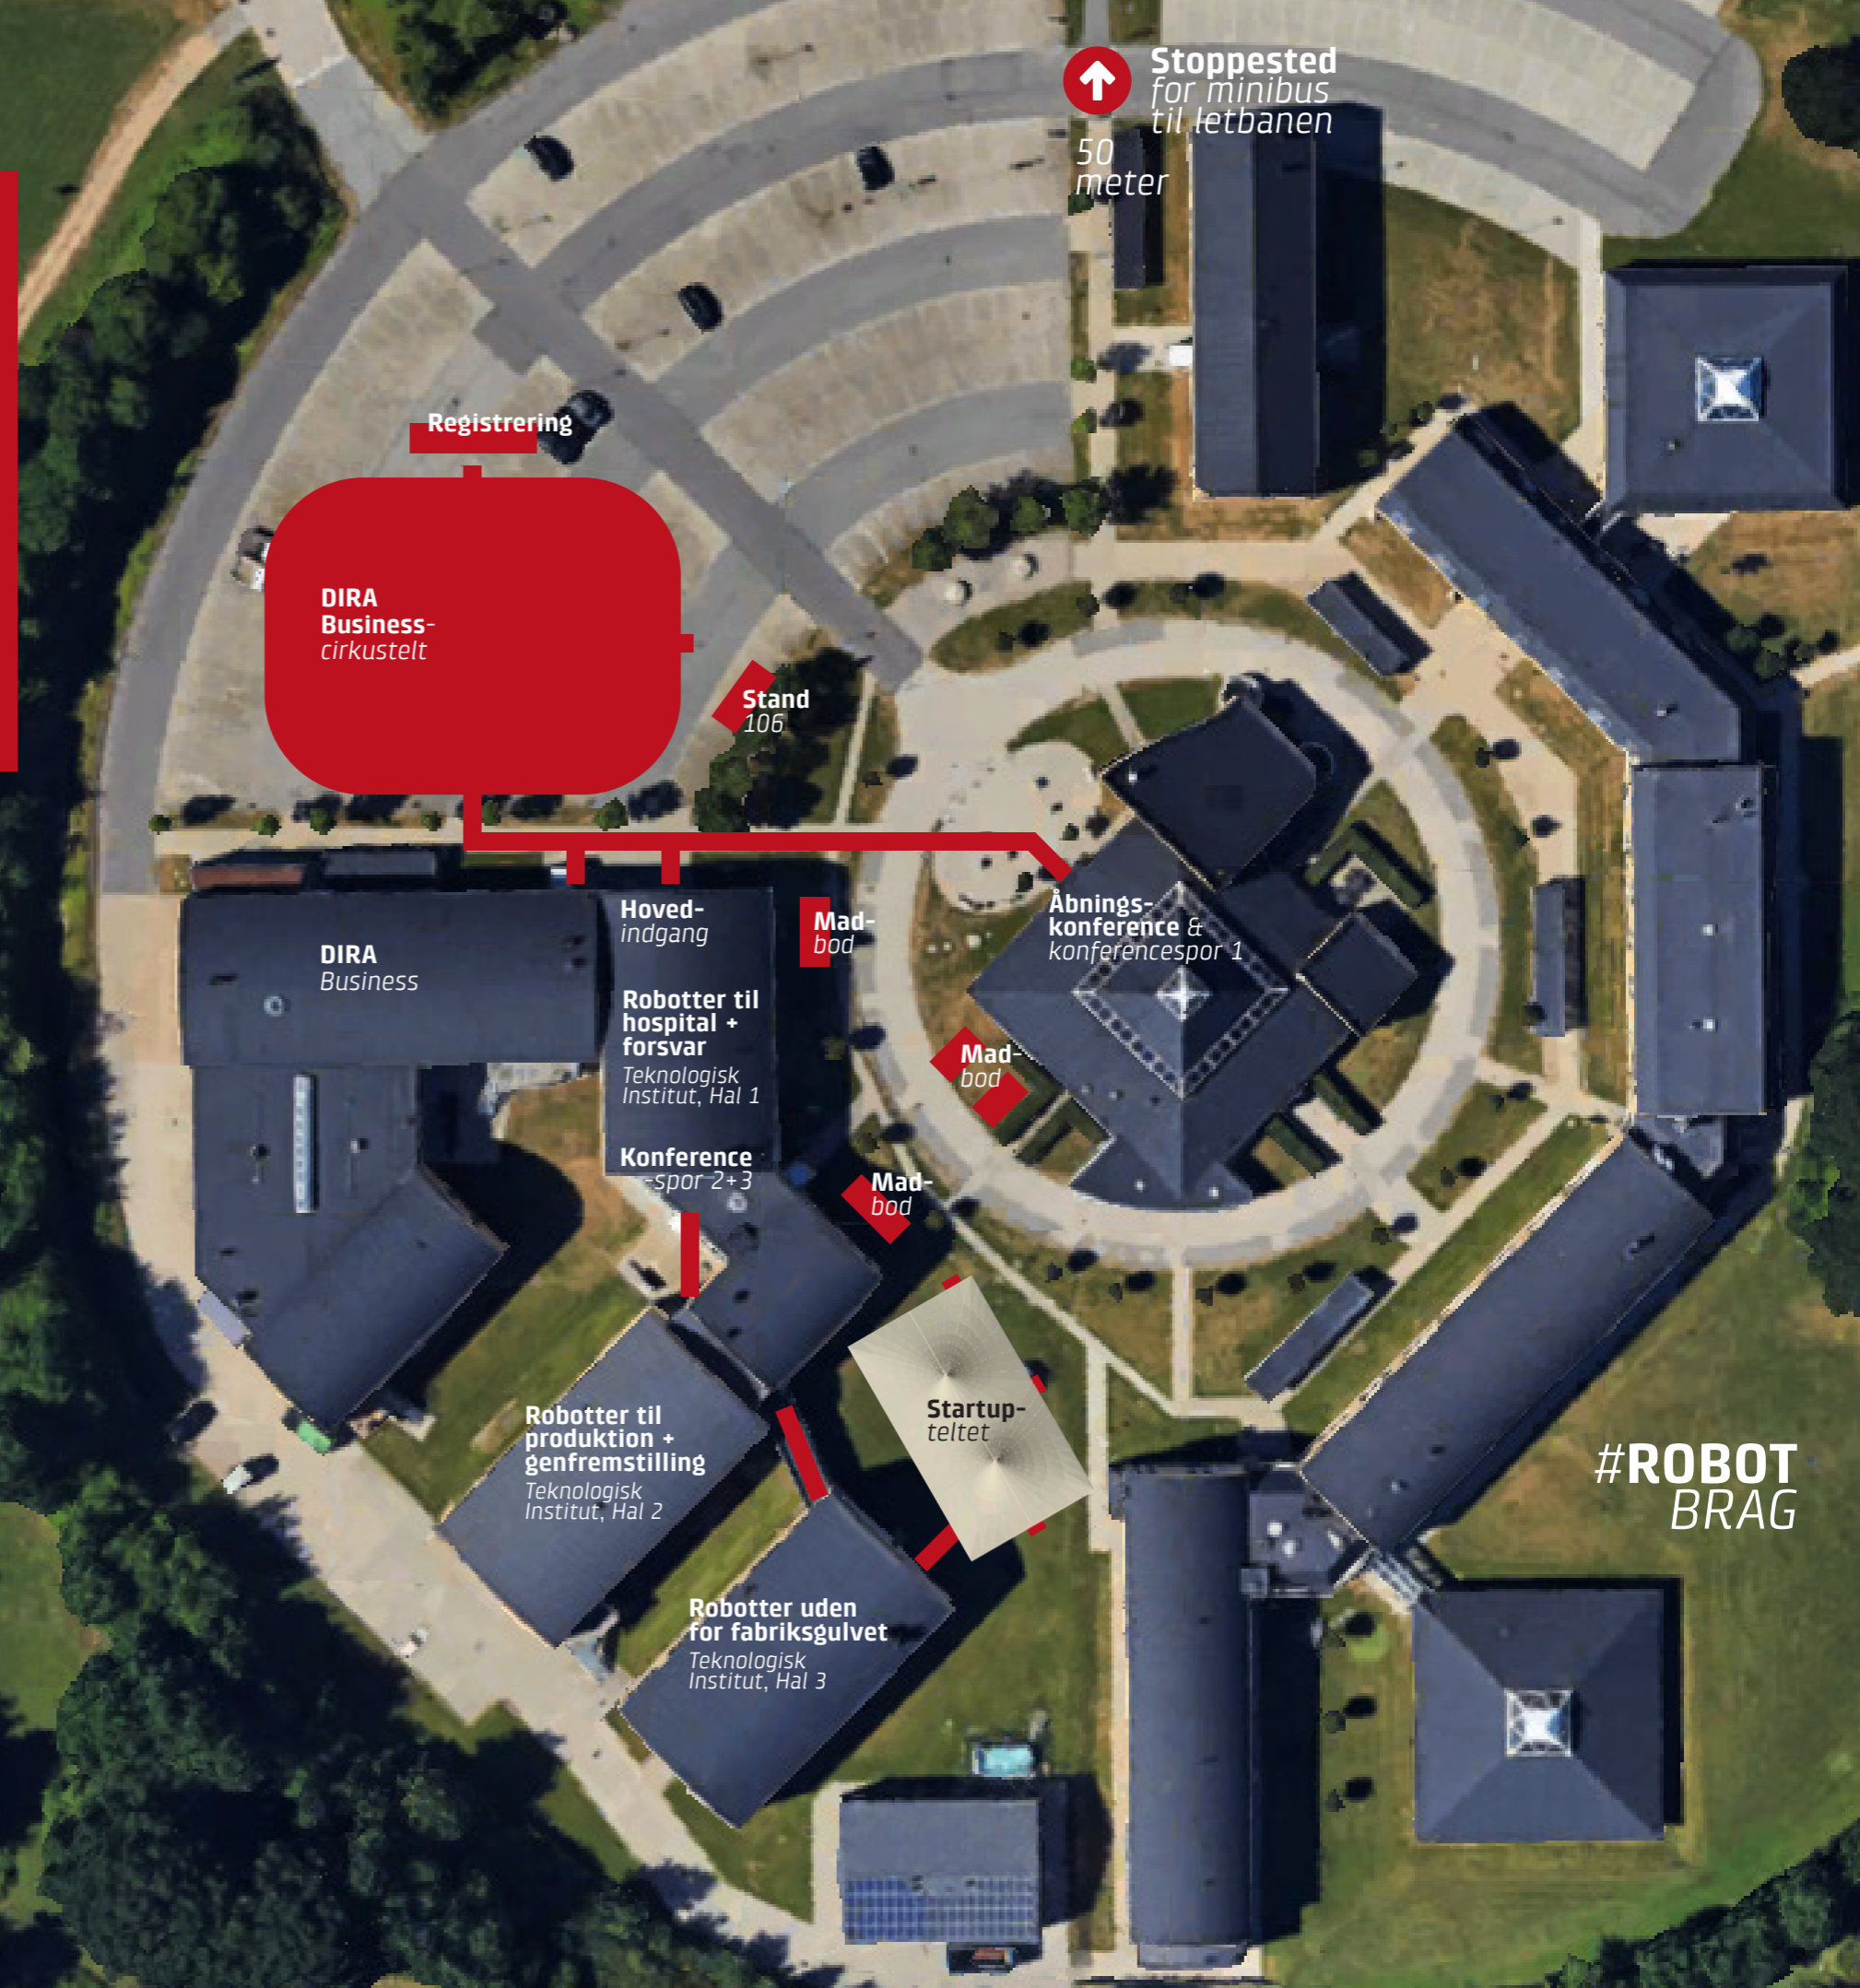 Stoppested
for minibus
til letbanen
50
meter
Registrering
DIRA
Business-
cirkustelt
Stand
106
Hoved-
indgang
Mad-
bod
Åbnings-
konference &
konferencespor 1
DIRA
Business
Robotter til
hospital +
forsvar
Teknologisk
Institut, Hal 1
Mad-
bod
Konference
-spor 2+3
Mad-
bod
Startup-
teltet
Robotter til
produktion +
genfremstilling
Teknologisk
Institut, Hal 2
#ROBOT
BRAG
Robotter uden
for fabriksgulvet
Teknologisk
Institut, Hal 3